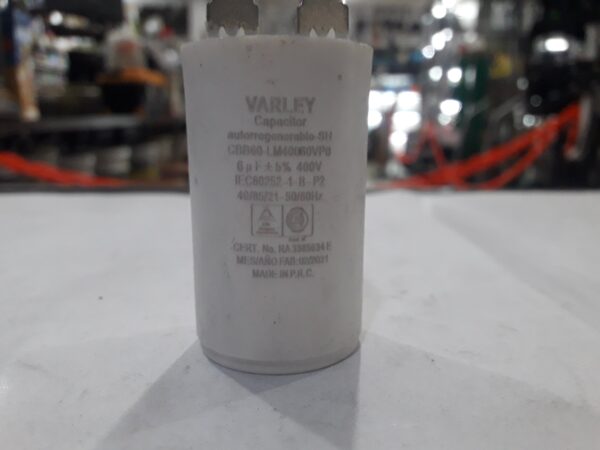 VARLEY
Capacitor
autorregenerable-SH
CBB60-LM40060VP0
6 µF ± 5% 400V
IEC60252-1-B-P2
40/85/21-50/60Hz
CERT. No. RA 3385034 E
MES/AÑO FAB:02/2021
MADE IN P.R.C.